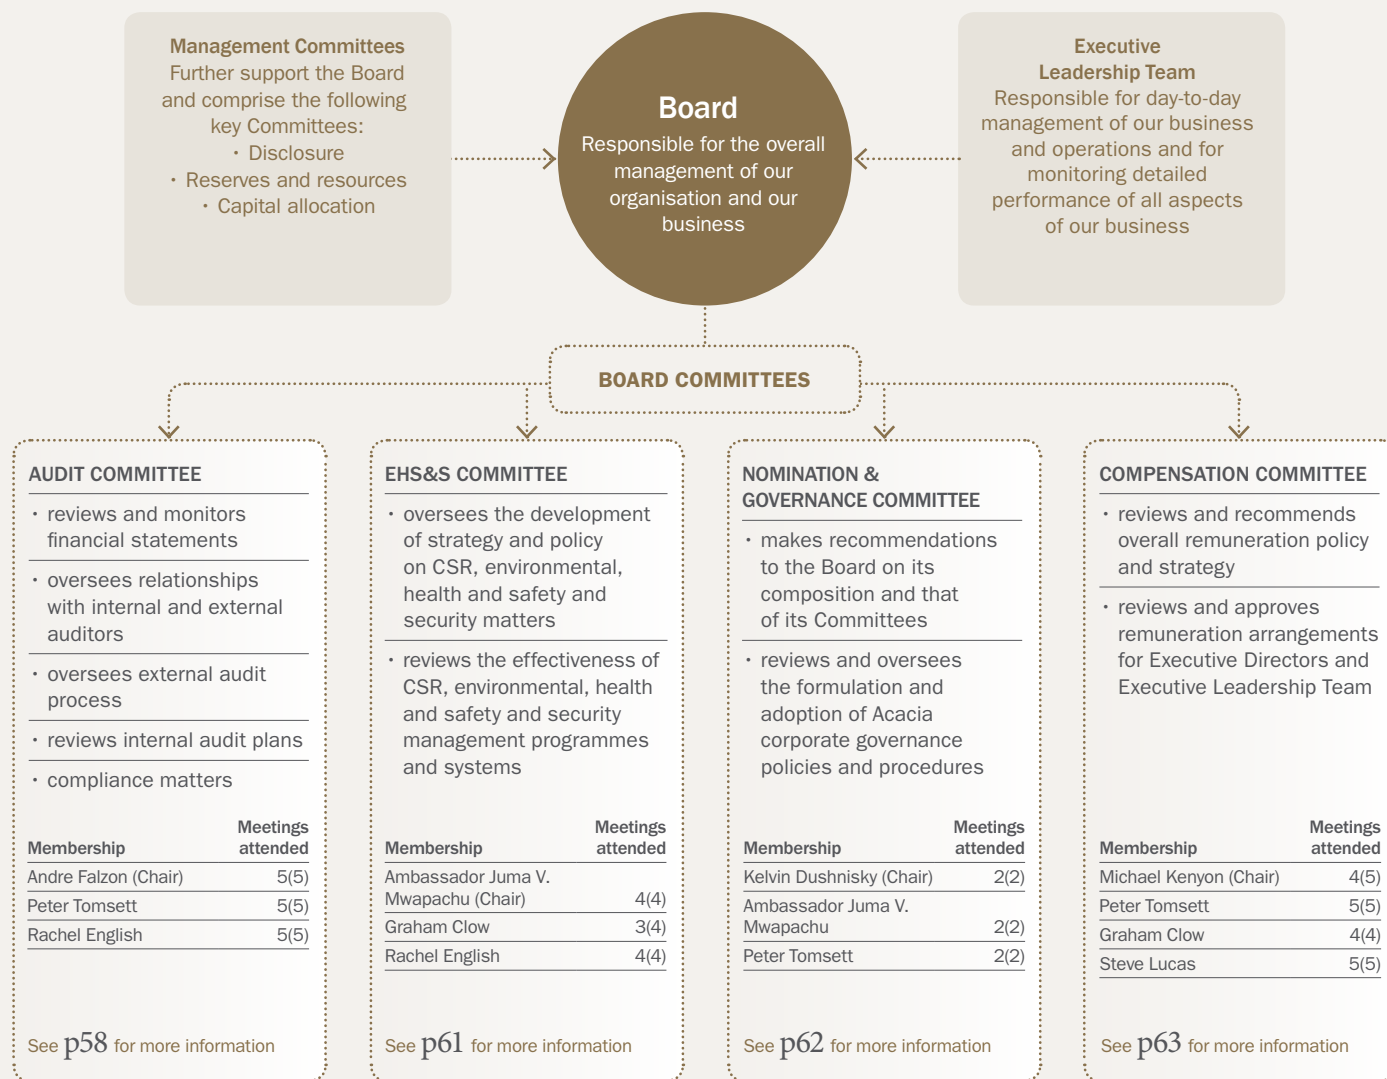 Management Committees
Further support the Board
and comprise the following
key Committees:
• Disclosure
• Reserves and resources
• Capital allocation
Board
Responsible for the overall
management of our
organisation and our
business
Executive
Leadership Team
Responsible for day-to-day
management of our business
and operations and for
monitoring detailed
performance of all aspects
of our business
BOARD COMMITTEES
AUDIT COMMITTEE
• reviews and monitors
financial statements
• oversees relationships
with internal and external
auditors
• oversees external audit
process
• reviews internal audit plans
• compliance matters
Meetings
Membership attended
Andre Falzon (Chair) 5(5)
Peter Tomsett 5(5)
Rachel English 5(5)
See p58 for more information
EHS&S COMMITTEE
• oversees the development
of strategy and policy
on CSR, environmental,
health and safety and
security matters
• reviews the effectiveness of
CSR, environmental, health
and safety and security
management programmes
and systems
Meetings
Membership attended
Ambassador Juma V.
Mwapachu (Chair) 4(4)
Graham Clow 3(4)
Rachel English 4(4)
See p61 for more information
NOMINATION &
GOVERNANCE COMMITTEE
• makes recommendations
to the Board on its
composition and that
of its Committees
• reviews and oversees
the formulation and
adoption of Acacia
corporate governance
policies and procedures
Meetings
Membership attended
Kelvin Dushnisky (Chair) 2(2)
Ambassador Juma V.
Mwapachu 2(2)
Peter Tomsett 2(2)
See p62 for more information
COMPENSATION COMMITTEE
• reviews and recommends
overall remuneration policy
and strategy
• reviews and approves
remuneration arrangements
for Executive Directors and
Executive Leadership Team
Meetings
Membership attended
Michael Kenyon (Chair) 4(5)
Peter Tomsett 5(5)
Graham Clow 4(4)
Steve Lucas 5(5)
See p63 for more information